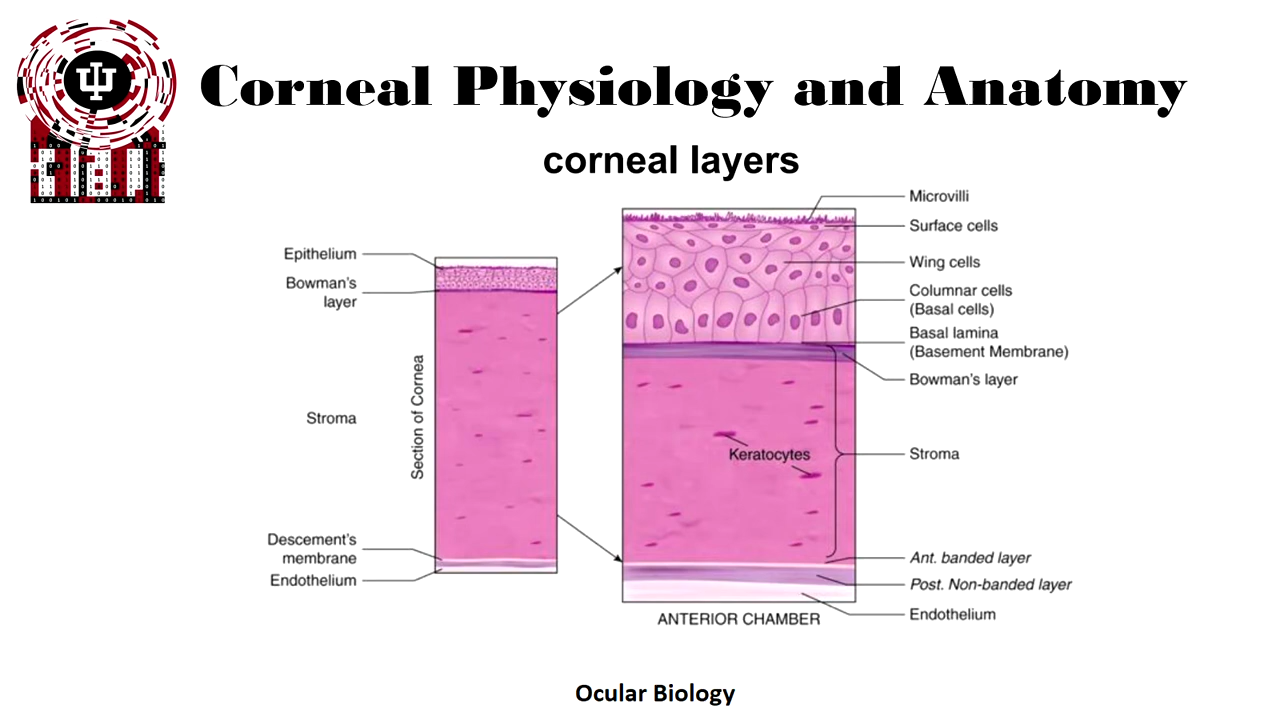 Corneal Physiology and Anatomy
corneal layers
Epithelium
Bowman's
layer
Stroma
Descement's
membrane
Endothelium
Section of Cornea
Microvilli
Surface cells
Wing cells
Columnar cells
(Basal cells)
Basal lamina
(Basement Membrane)
Bowman's layer
Keratocytes
Stroma
Ant. banded layer
Post. Non-banded layer
Endothelium
ANTERIOR CHAMBER
Ocular Biology